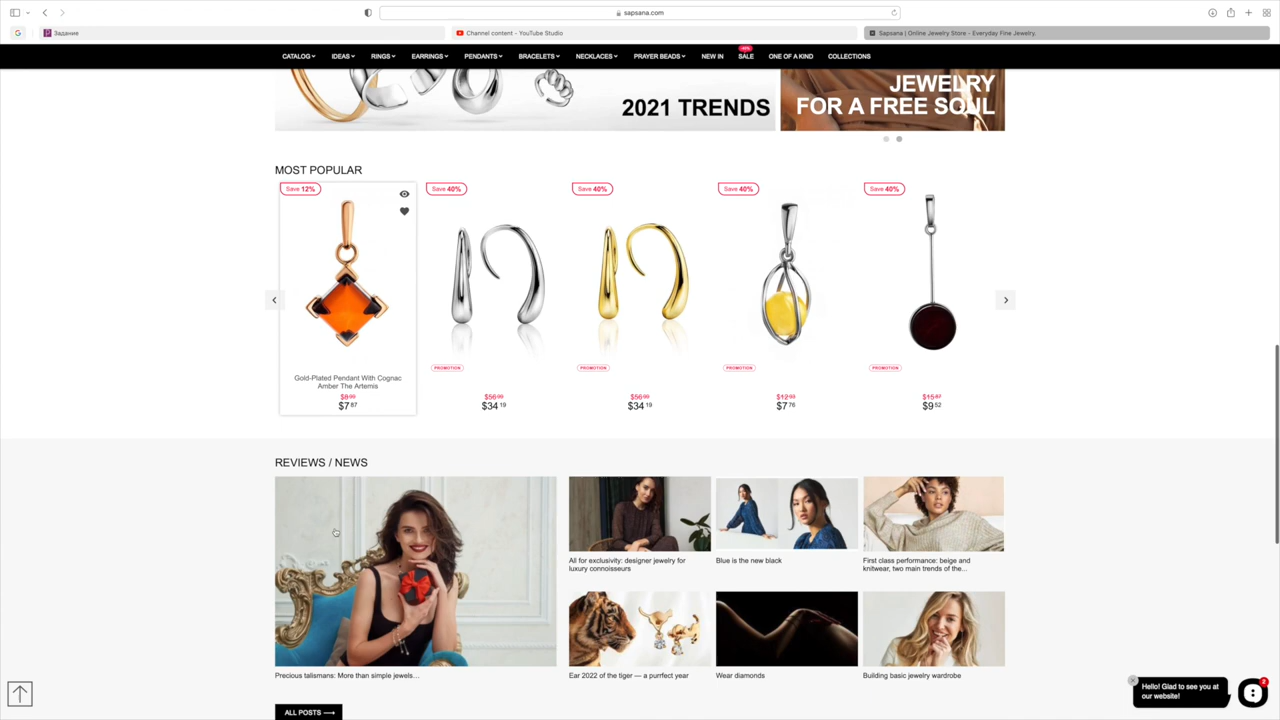 sapsana.com
Задание
Channel content - YouTube Studio
Sapsana | Online Jewelry Store - Everyday Fine Jewelry.
CATALOG IDEAS RINGS EARRINGS PENDANTS BRACELETS NECKLACES PRAYER BEADS NEW IN SALE ONE OF A KIND COLLECTIONS
2021 TRENDS
JEWELRY
FOR A FREE SOUL
MOST POPULAR
Save 12%
Save 40%
Save 40%
Save 40%
Save 40%
PROMOTION
PROMOTION
PROMOTION
PROMOTION
Gold-Plated Pendant With Cognac
Amber The Artemis
$8.99
$7 87
$56.99
$34 19
$56.99
$34 19
$12.93
$7 76
$15.87
$9 52
REVIEWS / NEWS
Precious talismans: More than simple jewels...
All for exclusivity: designer jewelry for
luxury connoisseurs
Blue is the new black
First class performance: beige and
knitwear, two main trends of the...
Ear 2022 of the tiger — a purrfect year
Wear diamonds
Building basic jewelry wardrobe
ALL POSTS
Hello! Glad to see you at
our website!
2